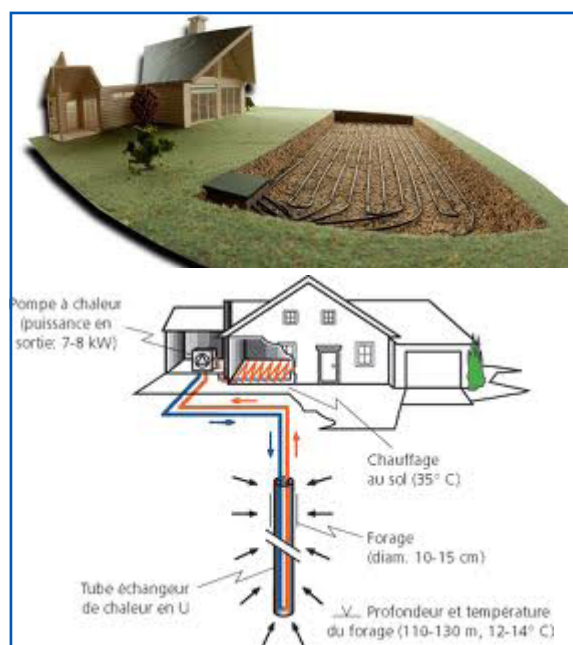 Pompe à chaleur
(puissance en
sortie: 7-8 kW)
Chauffage
au sol (35° C)
Forage
(diam. 10-15 cm)
Tube échangeur
de chaleur en U
Profondeur et température
du forage (110-130 m, 12-14° C)